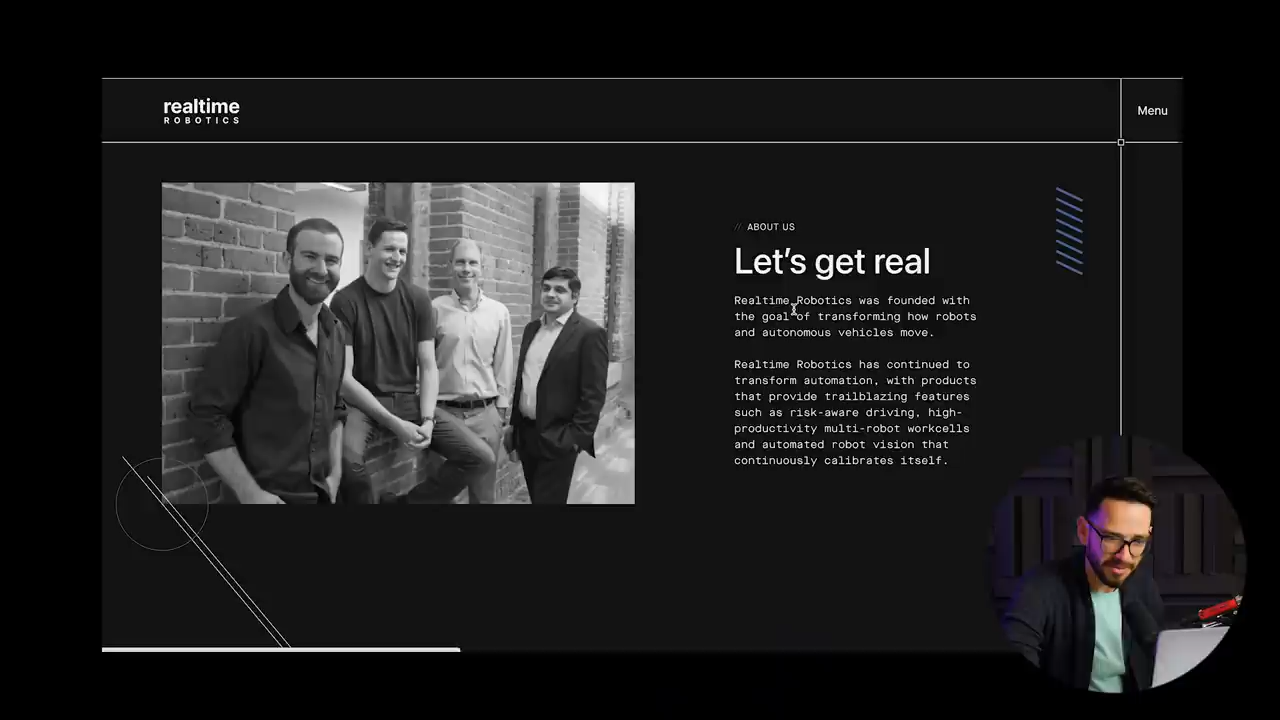 realtime
ROBOTICS
Menu
// ABOUT US
Let's get real
Realtime Robotics was founded with
the goal of transforming how robots
and autonomous vehicles move.
Realtime Robotics has continued to
transform automation, with products
that provide trailblazing features
such as risk-aware driving, high-
productivity multi-robot workcells
and automated robot vision that
continuously calibrates itself.